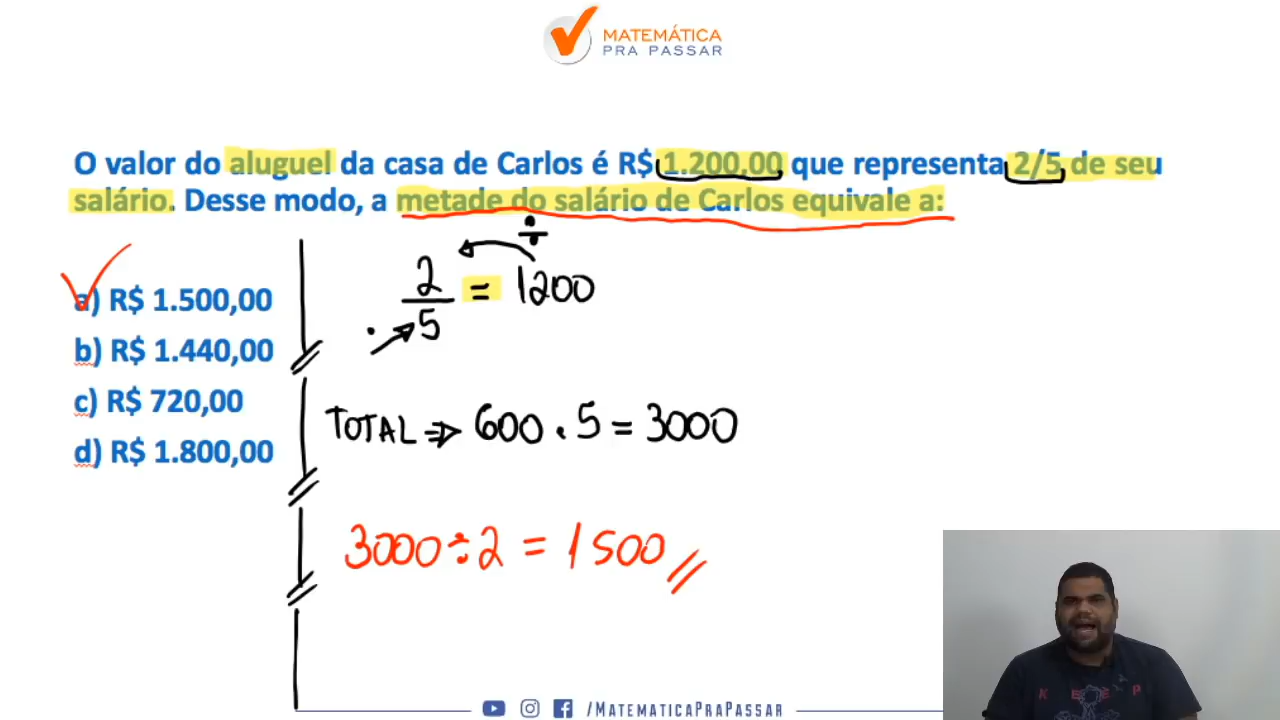 MATEMÁTICA
PRA PASSAR
O valor do aluguel da casa de Carlos é R$ 1.200,00 que representa 2/5 de seu
salário. Desse modo, a metade do salário de Carlos equivale a:
a) R$ 1.500,00
b) R$ 1.440,00
c) R$ 720,00
d) R$ 1.800,00
÷
2/5 = 1200
.
TOTAL ⇒ 600 . 5 = 3000
3000 ÷ 2 = 1500
K E E P
/MATEMATICAPRAPASSAR